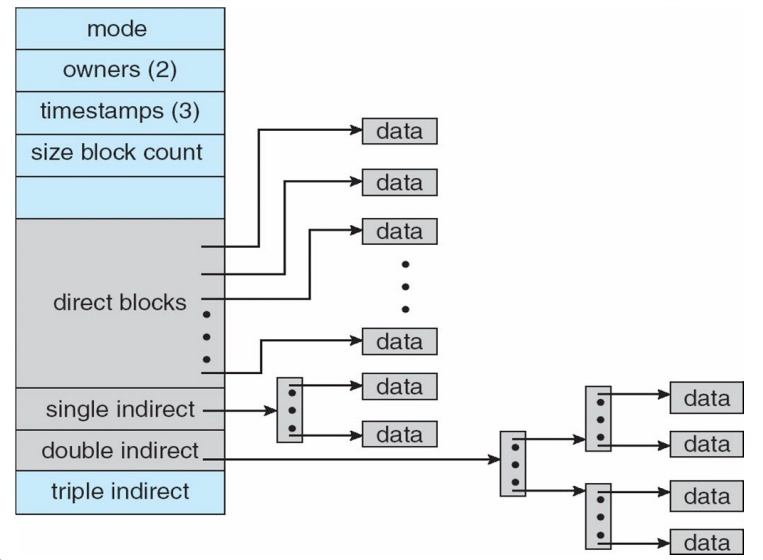 mode
owners (2)
timestamps (3)
size block count
data
data
data
direct blocks
data
data
single indirect
data
double indirect
triple indirect
data
data
data
data